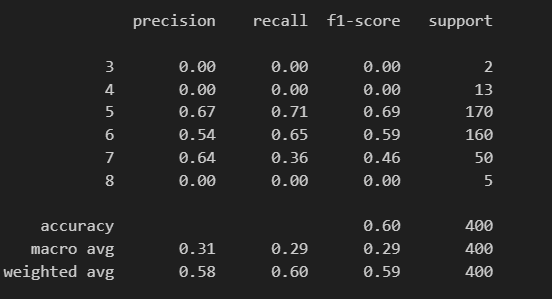 precision recall f1-score support
3 0.00 0.00 0.00 2
4 0.00 0.00 0.00 13
5 0.67 0.71 0.69 170
6 0.54 0.65 0.59 160
7 0.64 0.36 0.46 50
8 0.00 0.00 0.00 5
accuracy 0.60 400
macro avg 0.31 0.29 0.29 400
weighted avg 0.58 0.60 0.59 400